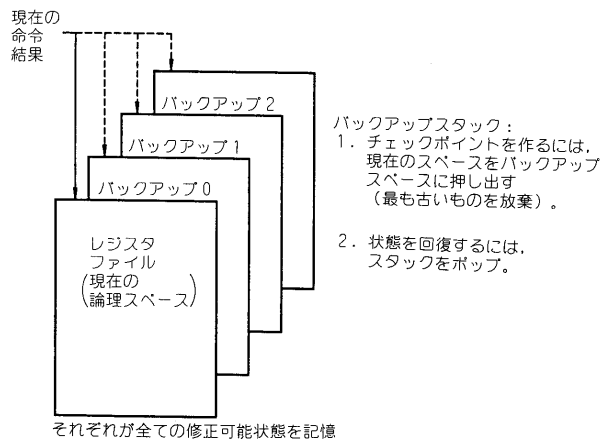 現在の
命令
結果
バックアップ2
バックアップ1
バックアップ0
レジスタ
ファイル
(現在の
論理スペース)
バックアップスタック:
1. チェックポイントを作るには,
現在のスペースをバックアップ
スペースに押し出す
(最も古いものを放棄)。
2. 状態を回復するには,
スタックをポップ。
それぞれが全ての修正可能状態を記憶